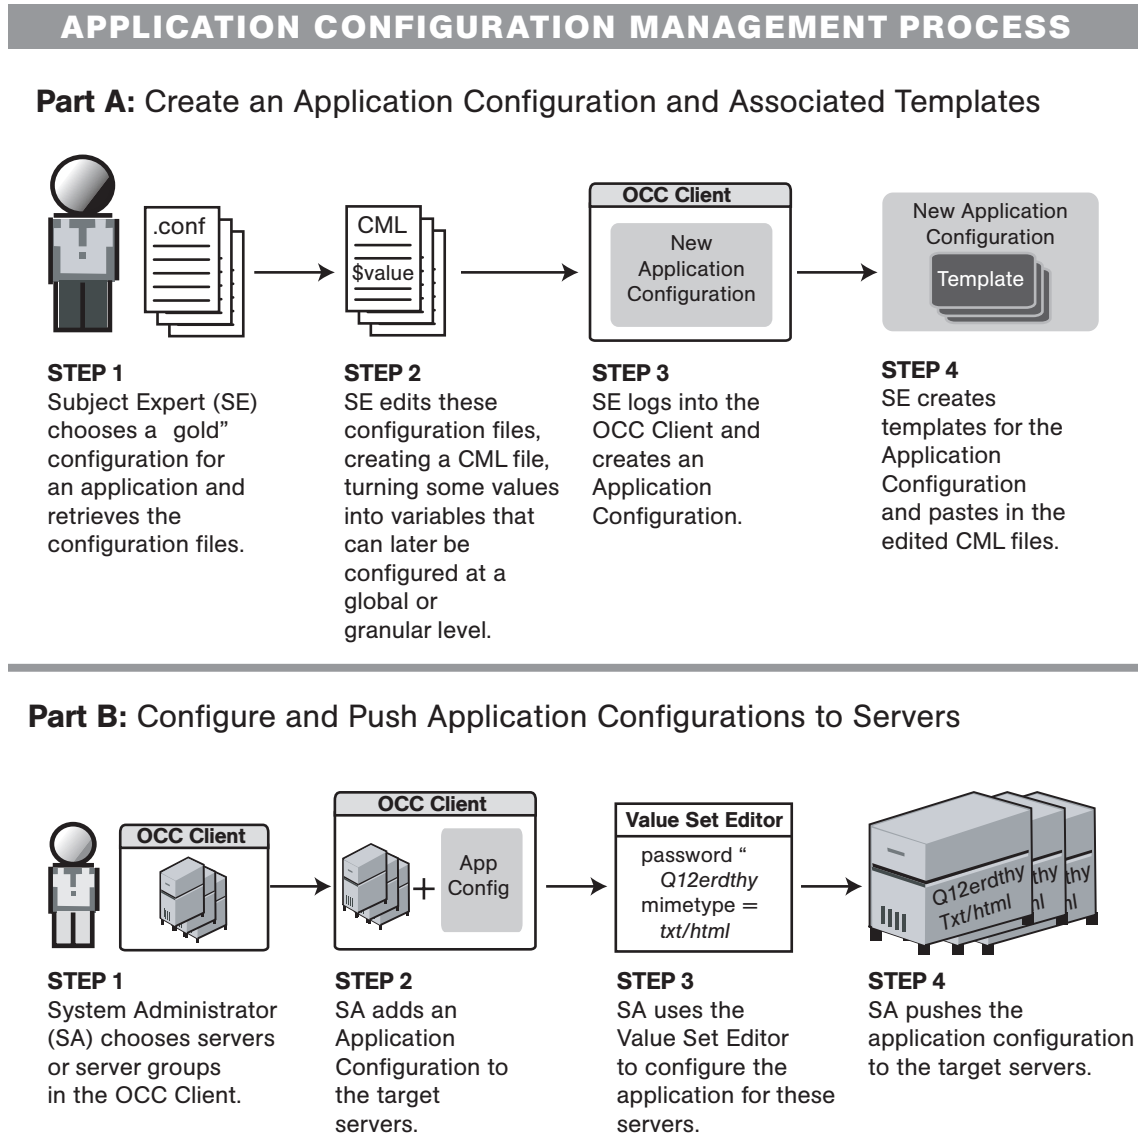 APPLICATION CONFIGURATION MANAGEMENT PROCESS
Part A: Create an Application Configuration and Associated Templates
.conf
CML
$value
OCC Client
New
Application
Configuration
New Application
Configuration
Template
STEP 1
Subject Expert (SE)
chooses a gold”
configuration for
an application and
retrieves the
configuration files.
STEP 2
SE edits these
configuration files,
creating a CML file,
turning some values
into variables that
can later be
configured at a
global or
granular level.
STEP 3
SE logs into the
OCC Client and
creates an
Application
Configuration.
STEP 4
SE creates
templates for the
Application
Configuration
and pastes in the
edited CML files.
Part B: Configure and Push Application Configurations to Servers
OCC Client
OCC Client
+
App
Config
Value Set Editor
password “
Q12erdthy
mimetype =
txt/html
Q12erdthy
Txt/html
thy
ml
thy
ml
STEP 1
System Administrator
(SA) chooses servers
or server groups
in the OCC Client.
STEP 2
SA adds an
Application
Configuration to
the target
servers.
STEP 3
SA uses the
Value Set Editor
to configure the
application for these
servers.
STEP 4
SA pushes the
application configuration
to the target servers.